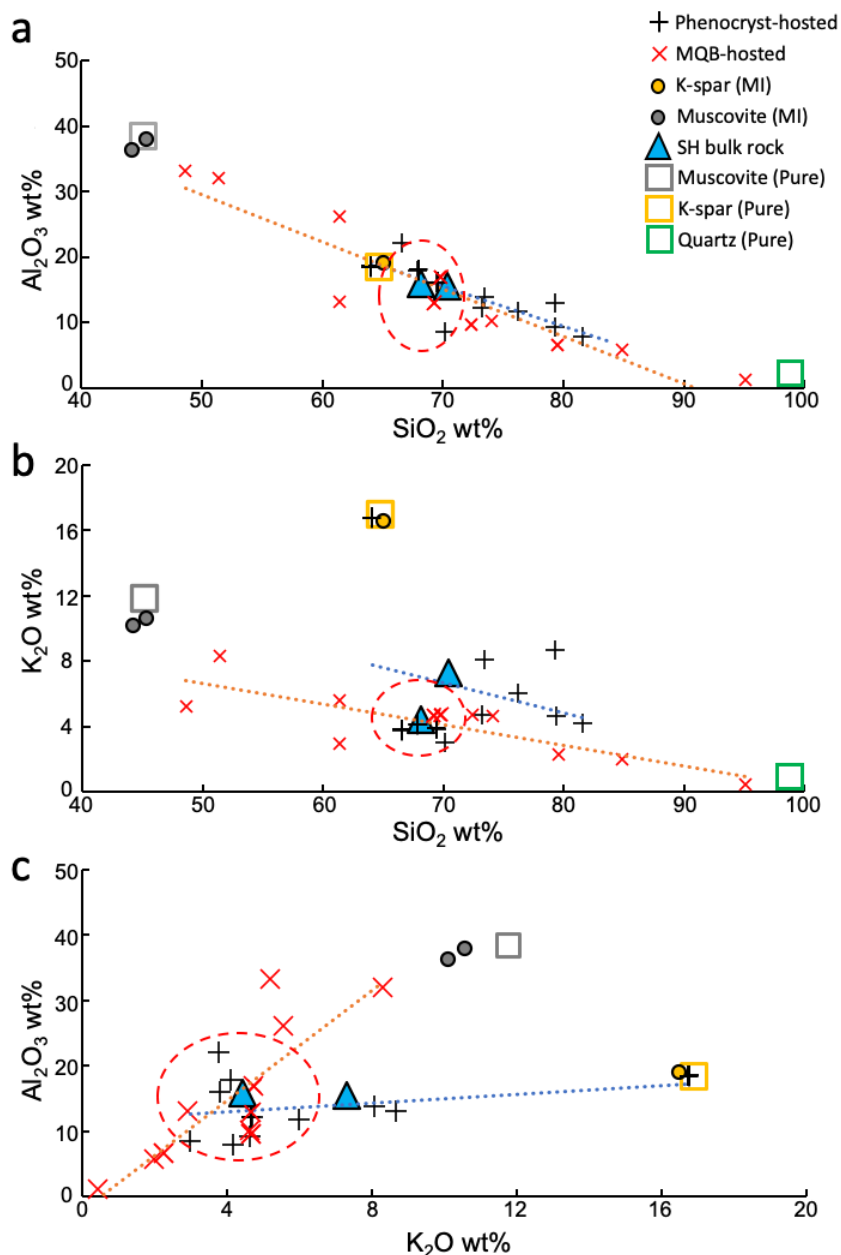 a
Phenocryst-hosted
MQB-hosted
K-spar (MI)
Muscovite (MI)
SH bulk rock
Muscovite (Pure)
K-spar (Pure)
Quartz (Pure)
Al₂O₃ wt%
50
40
30
20
10
0
40 50 60 70 80 90 100
SiO₂ wt%
b
K₂O wt%
20
16
12
8
4
0
40 50 60 70 80 90 100
SiO₂ wt%
c
Al₂O₃ wt%
50
40
30
20
10
0
0 4 8 12 16 20
K₂O wt%